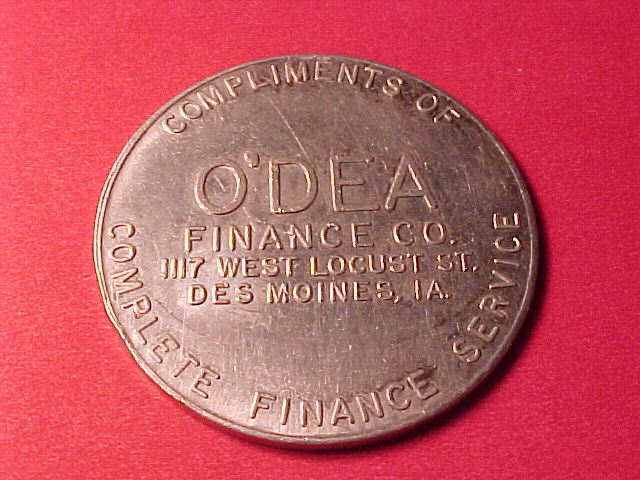 COMPLIMENTS OF
O'DEA
FINANCE CO.
1117 WEST LOCUST ST.
DES MOINES, IA.
COMPLETE FINANCE SERVICE